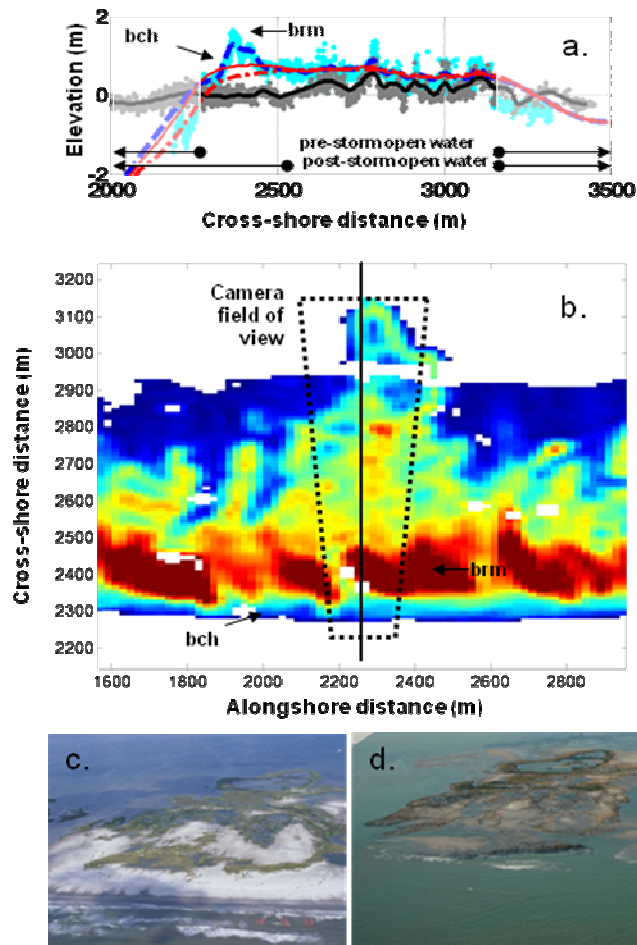 2
brm
a.
bch
Elevation (m)
0
pre-storm open water
post-storm open water
-2
2000 2500 3000 3500
Cross-shore distance (m)
3200
Camera field of view
b.
3100
3000
2900
2800
2700
2600
2500
2400
brm
2300
bch
2200
Cross-shore distance (m)
1600 1800 2000 2200 2400 2600 2800
Alongshore distance (m)
c.
d.